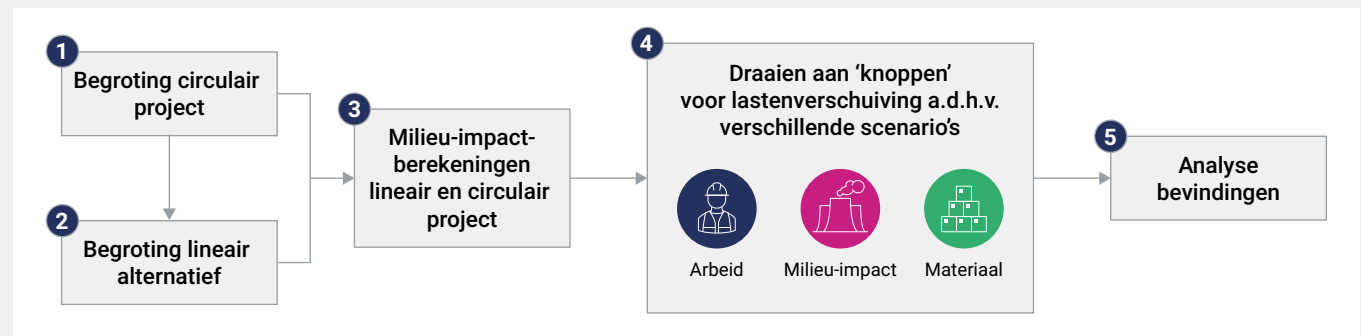 1
Begroting circulair
project
2
Begroting lineair
alternatief
3
Milieu-impact-
berekeningen
lineair en circulair
project
4
Draaien aan ‘knoppen’
voor lastenverschuiving a.d.h.v.
verschillende scenario’s
Arbeid
Milieu-impact
Materiaal
5
Analyse
bevindingen